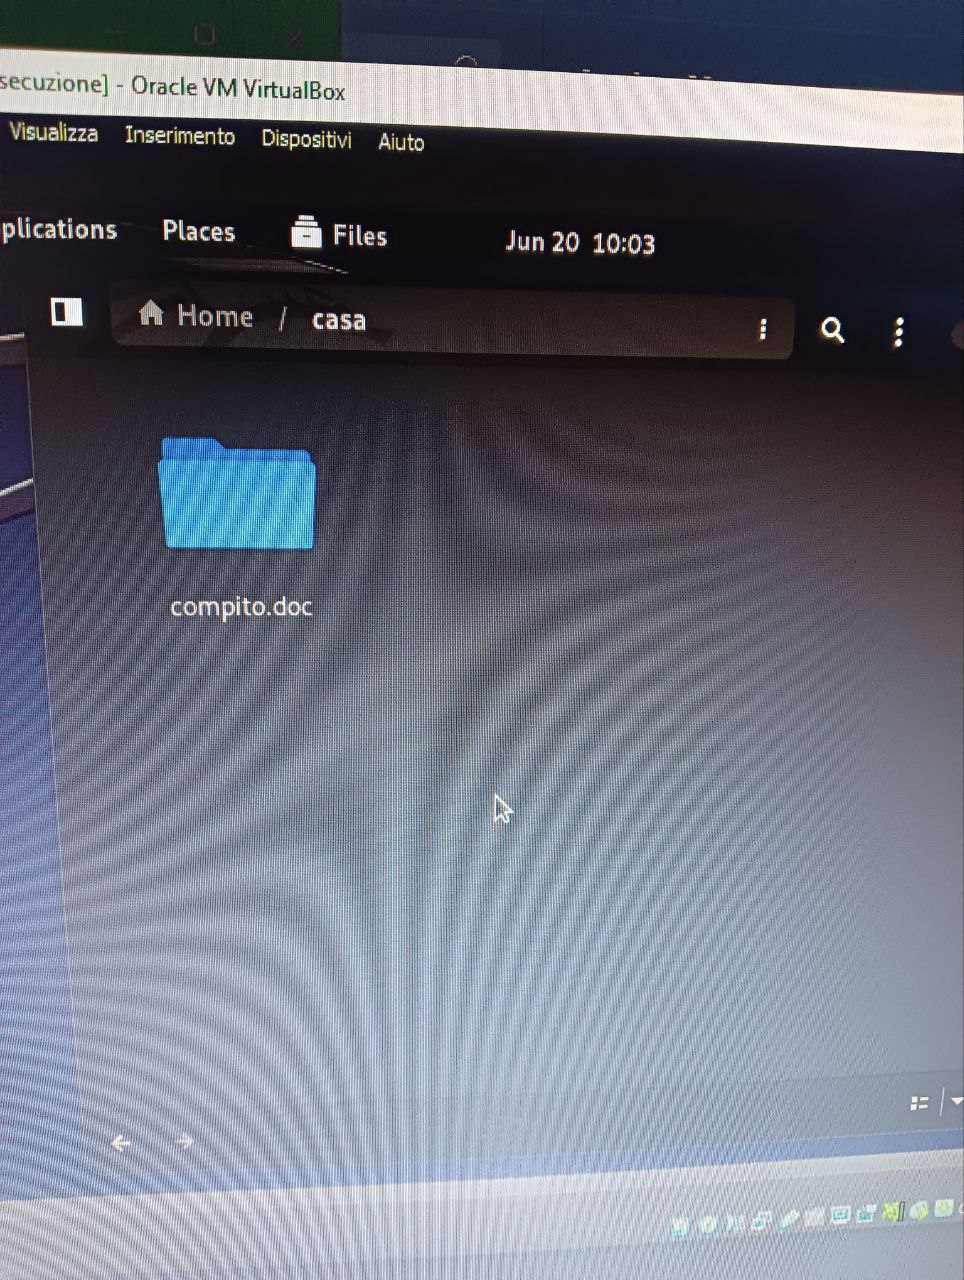 secuzione] - Oracle VM VirtualBox
Visualizza Inserimento Dispositivi Aiuto
plications Places Files Jun 20 10:03
Home / casa
compito.doc